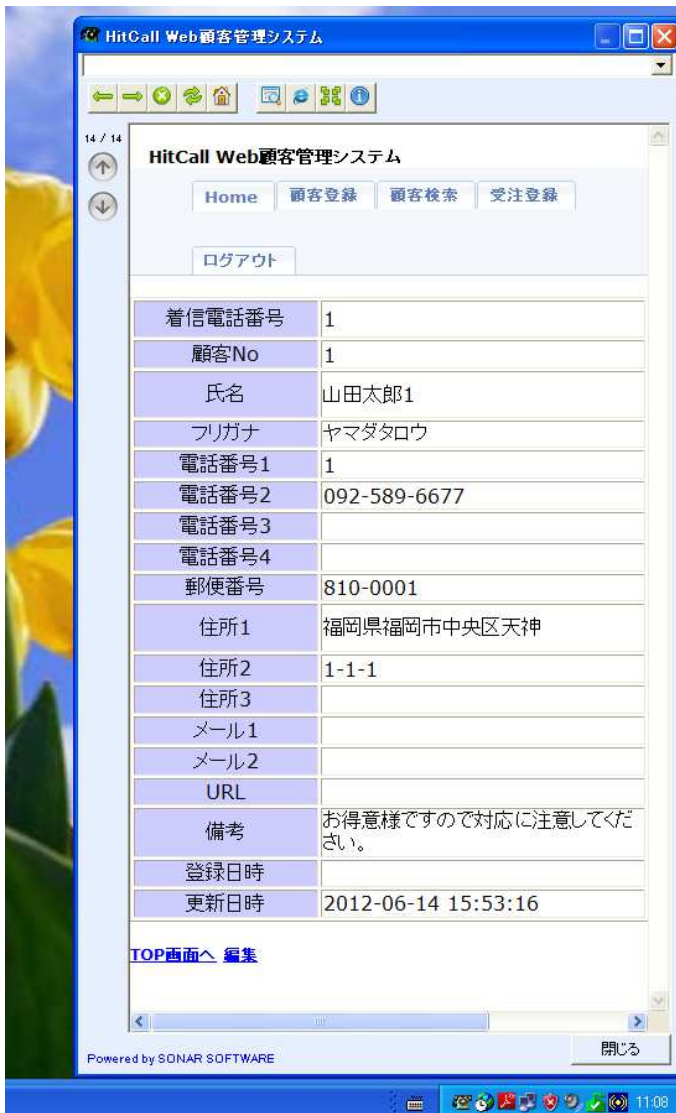 HitCall Web顧客管理システム
14 / 14
HitCall Web顧客管理システム
Home 顧客登録 顧客検索 受注登録
ログアウト
着信電話番号 1
顧客No 1
氏名 山田太郎1
フリガナ ヤマダタロウ
電話番号1 1
電話番号2 092-589-6677
電話番号3
電話番号4
郵便番号 810-0001
住所1 福岡県福岡市中央区天神
住所2 1-1-1
住所3
メール1
メール2
URL
備考 お得意様ですので対応に注意してくだ
さい。
登録日時
更新日時 2012-06-14 15:53:16
TOP画面へ 編集
Powered by SONAR SOFTWARE
閉じる
11:08